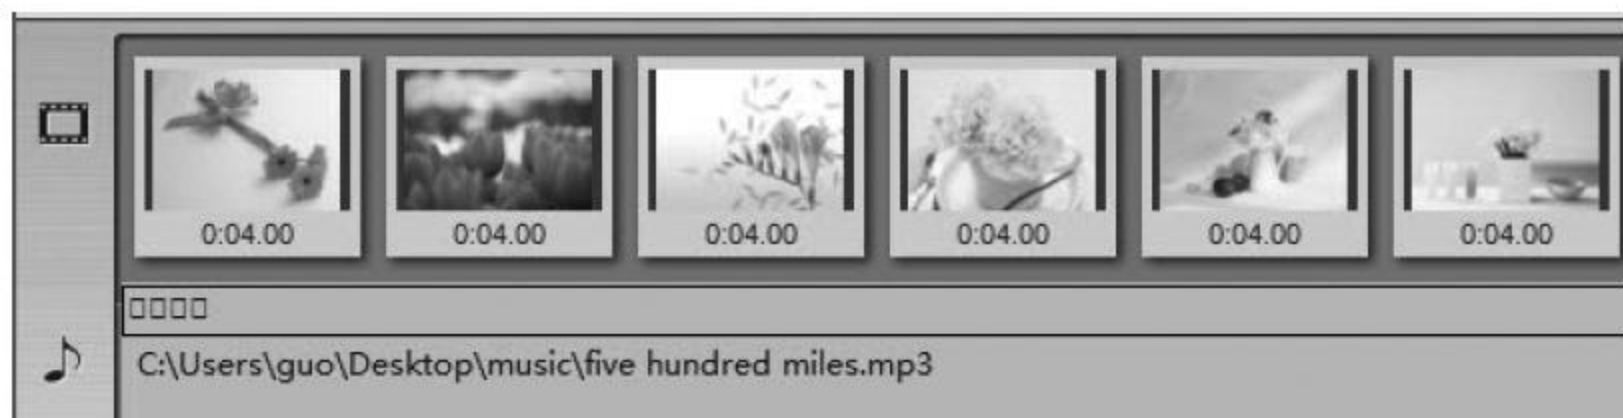 0:04.00 0:04.00 0:04.00 0:04.00 0:04.00 0:04.00
□□□□
C:\Users\guo\Desktop\music\five hundred miles.mp3